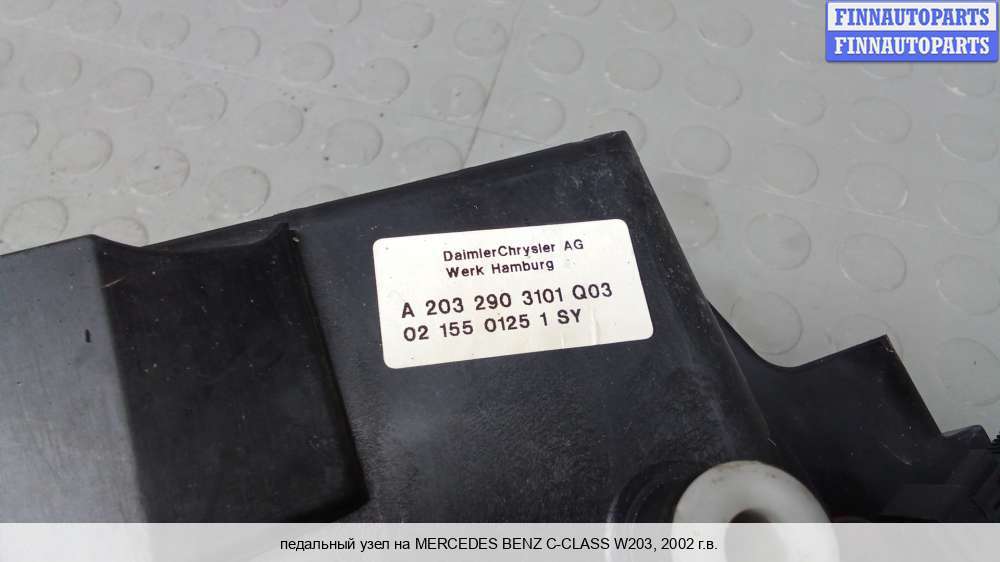 FINNAUTOPARTS
FINNAUTOPARTS
DaimlerChrysler AG
Werk Hamburg
A 203 290 3101 Q03
02 155 0125 1 SY
педальный узел на MERCEDES BENZ C-CLASS W203, 2002 г.в.